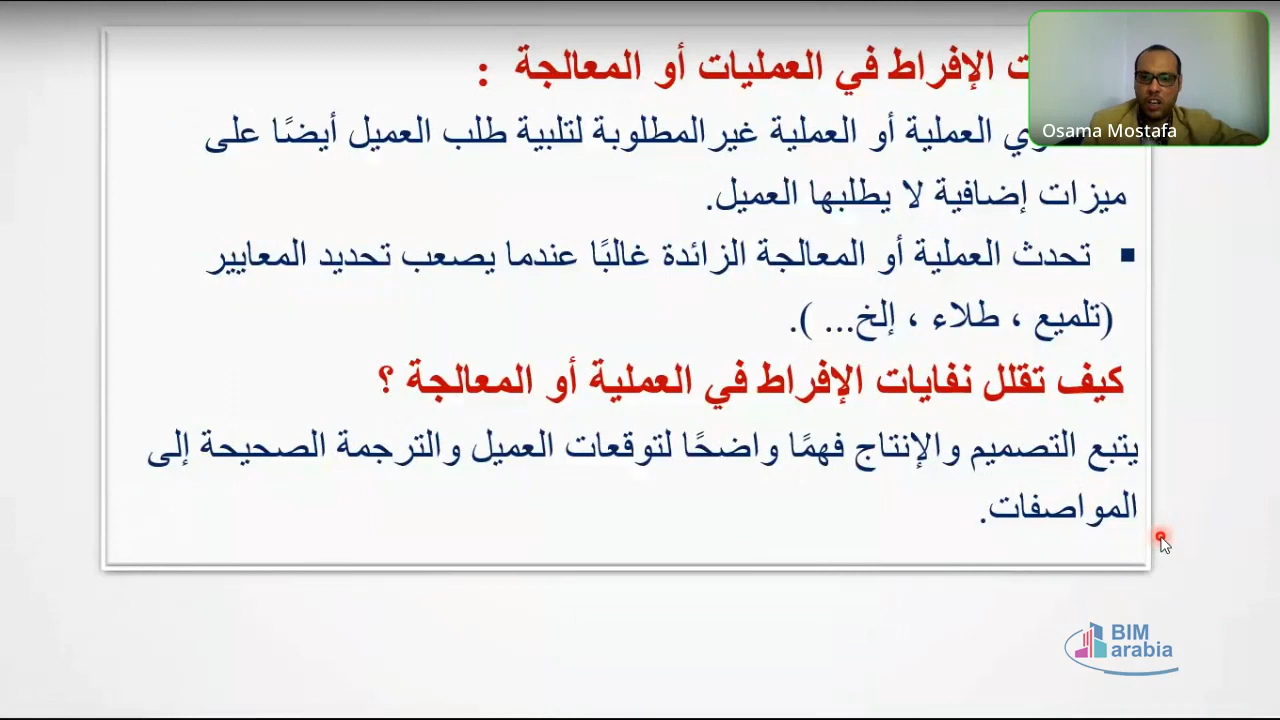 الإفراط في العمليات أو المعالجة :
العملية أو العملية غيرالمطلوبة لتلبية طلب العميل أيضًا على
ميزات إضافية لا يطلبها العميل.
▪ تحدث العملية أو المعالجة الزائدة غالبًا عندما يصعب تحديد المعايير
(تلميع ، طلاء ، إلخ... ).
كيف تقلل نفايات الإفراط في العملية أو المعالجة ؟
يتبع التصميم والإنتاج فهمًا واضحًا لتوقعات العميل والترجمة الصحيحة إلى
المواصفات.
Osama Mostafa
BIM
arabia